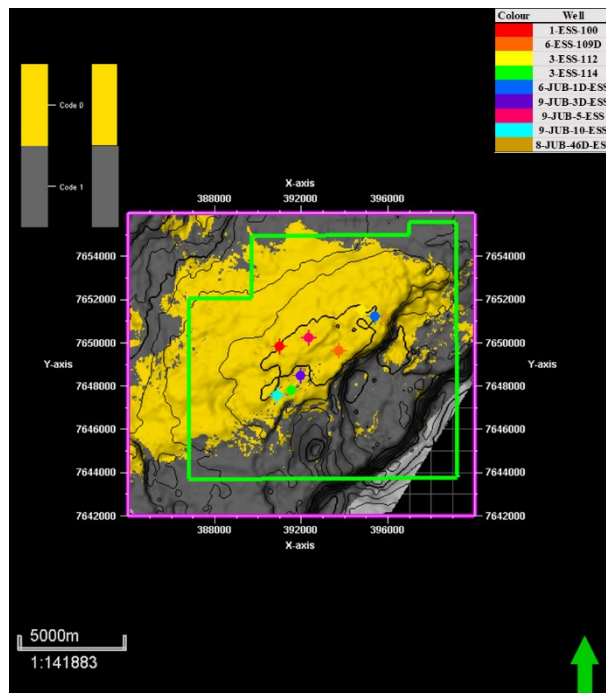 Colour Well
1-ESS-100
6-ESS-109D
3-ESS-112
3-ESS-114
6-JUB-1D-ESS
9-JUB-3D-ESS
9-JUB-5-ESS
9-JUB-10-ESS
8-JUB-46D-ESS
Code 0
Code 1
X-axis
388000 392000 396000
7654000 7654000
7652000 7652000
7650000 7650000
Y-axis Y-axis
7648000 7648000
7646000 7646000
7644000 7644000
7642000 7642000
388000 392000 396000
X-axis
5000m
1:141883